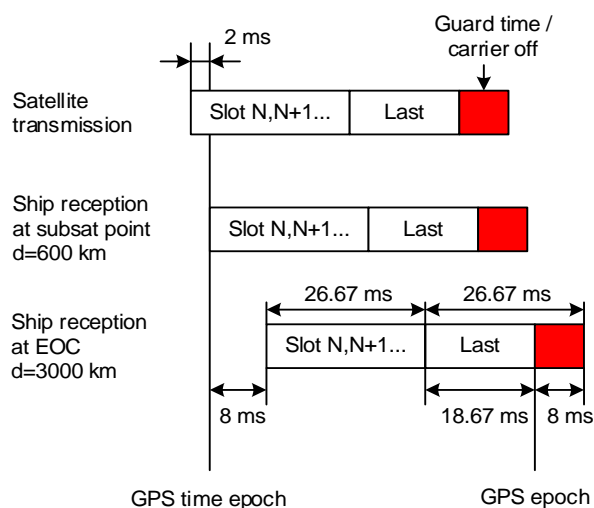 Guard time /
carrier off
2 ms
Satellite
transmission
Slot N,N+1...
Last
Ship reception
at subsat point
d=600 km
Slot N,N+1...
Last
26.67 ms
26.67 ms
Ship reception
at EOC
d=3000 km
Slot N,N+1...
Last
8 ms
18.67 ms
8 ms
GPS time epoch
GPS epoch